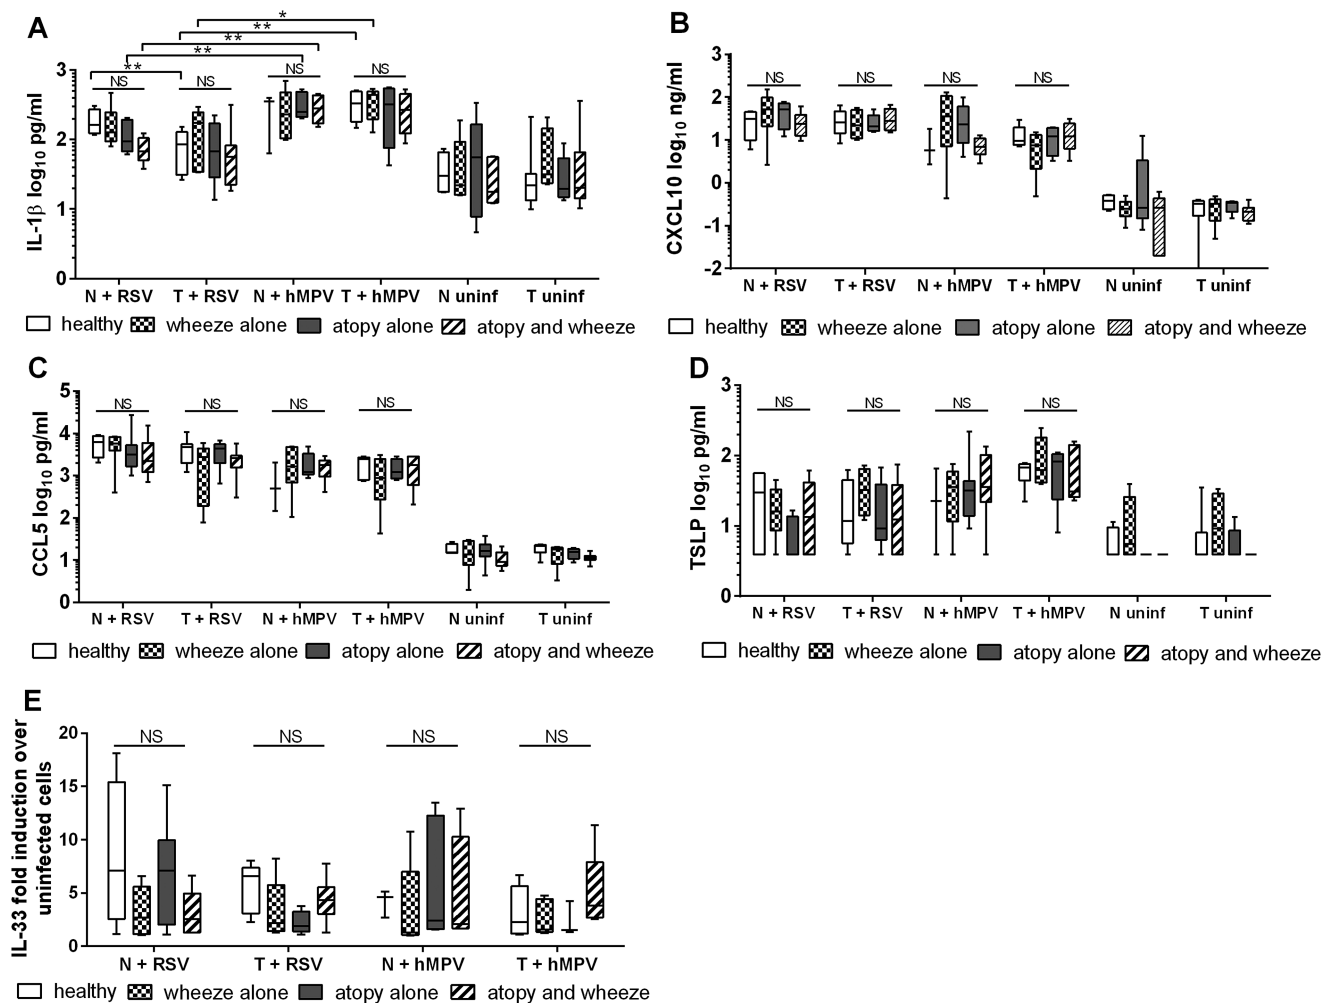 A
IL-1β log10 pg/ml
3
2
1
0
*
**
**
**
**
NS
NS
NS
NS
N + RSV
T + RSV
N + hMPV
T + hMPV
N uninf
T uninf
healthy
wheeze alone
atopy alone
atopy and wheeze
B
CXCL10 log10 ng/ml
3
2
1
0
-1
-2
NS
NS
NS
NS
N + RSV
T + RSV
N + hMPV
T + hMPV
N uninf
T uninf
healthy
wheeze alone
atopy alone
atopy and wheeze
C
CCL5 log10 pg/ml
5
4
3
2
1
0
NS
NS
NS
NS
N + RSV
T + RSV
N + hMPV
T + hMPV
N uninf
T uninf
healthy
wheeze alone
atopy alone
atopy and wheeze
D
TSLP log10 pg/ml
3
2
1
0
NS
NS
NS
NS
N + RSV
T + RSV
N + hMPV
T + hMPV
N uninf
T uninf
healthy
wheeze alone
atopy alone
atopy and wheeze
E
IL-33 fold induction over
uninfected cells
20
15
10
5
0
NS
NS
NS
NS
N + RSV
T + RSV
N + hMPV
T + hMPV
healthy
wheeze alone
atopy alone
atopy and wheeze